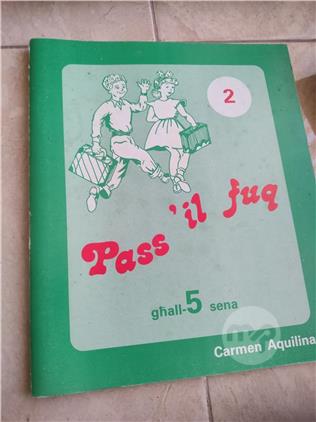 2
Pass 'il fuq
għall-5 sena
Carmen Aquilina